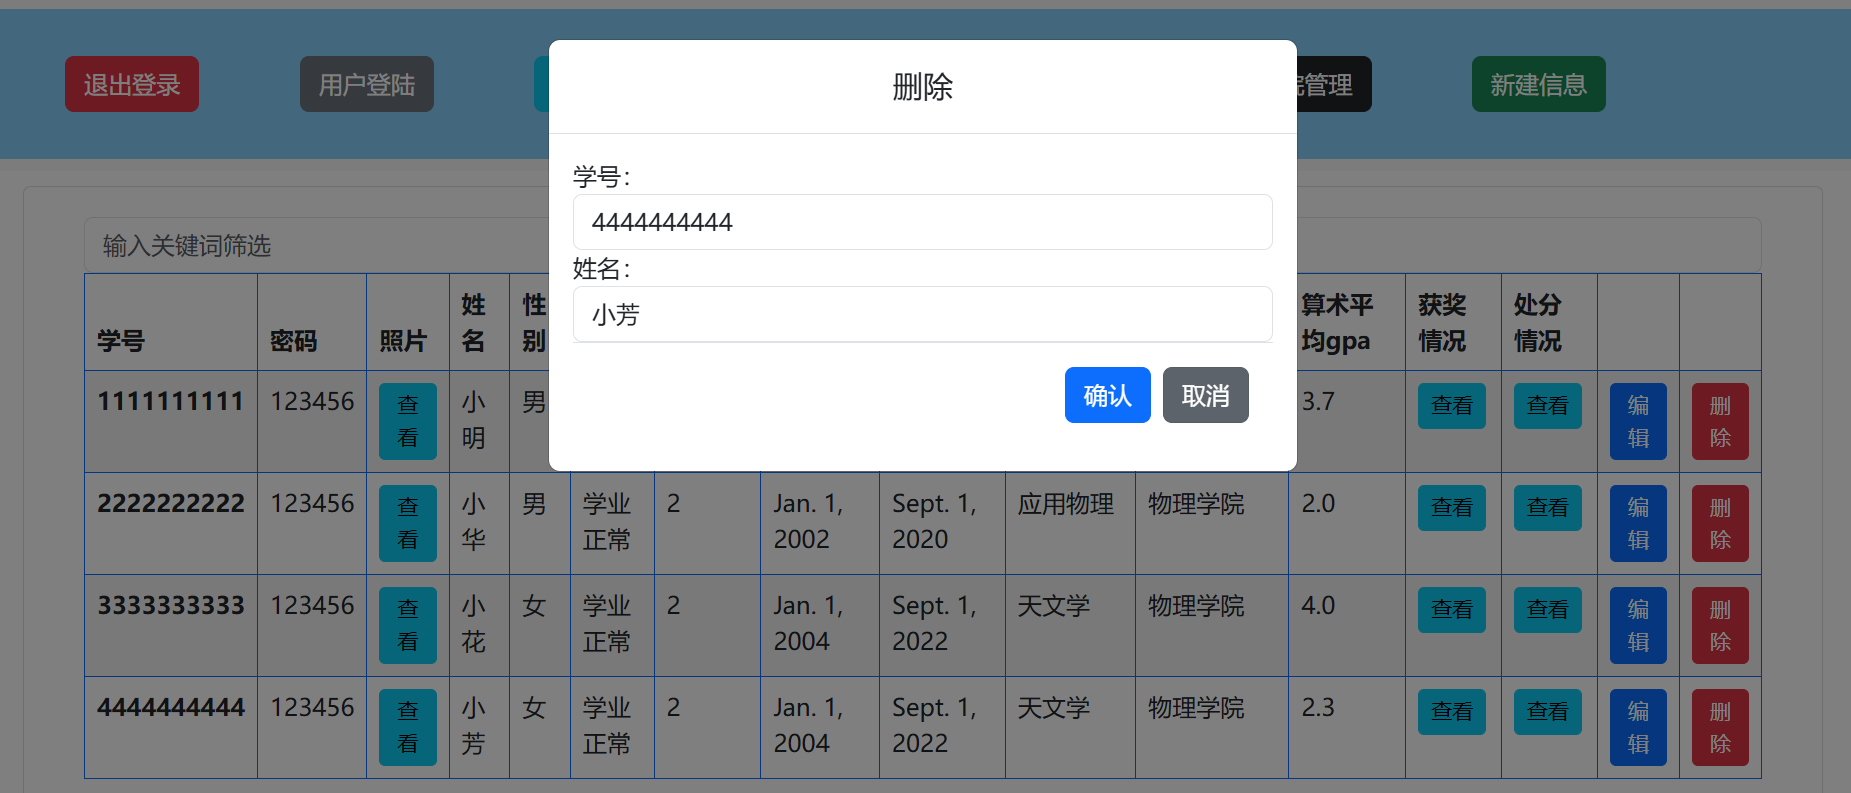 退出登录 用户登陆 院管理 新建信息
删除
学号：
4444444444
姓名：
小芳
确认 取消
输入关键词筛选
学号 密码 照片 姓名 性别 算术平均gpa 获奖情况 处分情况
1111111111 123456 查看 小明 男 3.7 查看 查看 编辑 删除
2222222222 123456 查看 小华 男 学业正常 2 Jan. 1, 2002 Sept. 1, 2020 应用物理 物理学院 2.0 查看 查看 编辑 删除
3333333333 123456 查看 小花 女 学业正常 2 Jan. 1, 2004 Sept. 1, 2022 天文学 物理学院 4.0 查看 查看 编辑 删除
4444444444 123456 查看 小芳 女 学业正常 2 Jan. 1, 2004 Sept. 1, 2022 天文学 物理学院 2.3 查看 查看 编辑 删除